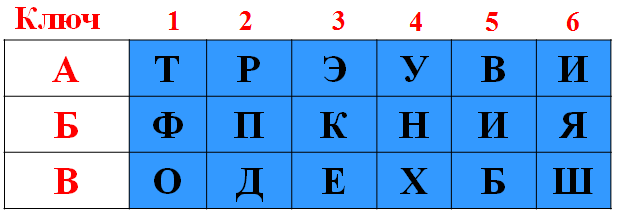 Ключ 1 2 3 4 5 6
А Т Р Э У В И
Б Ф П К Н И Я
В О Д Е Х Б Ш